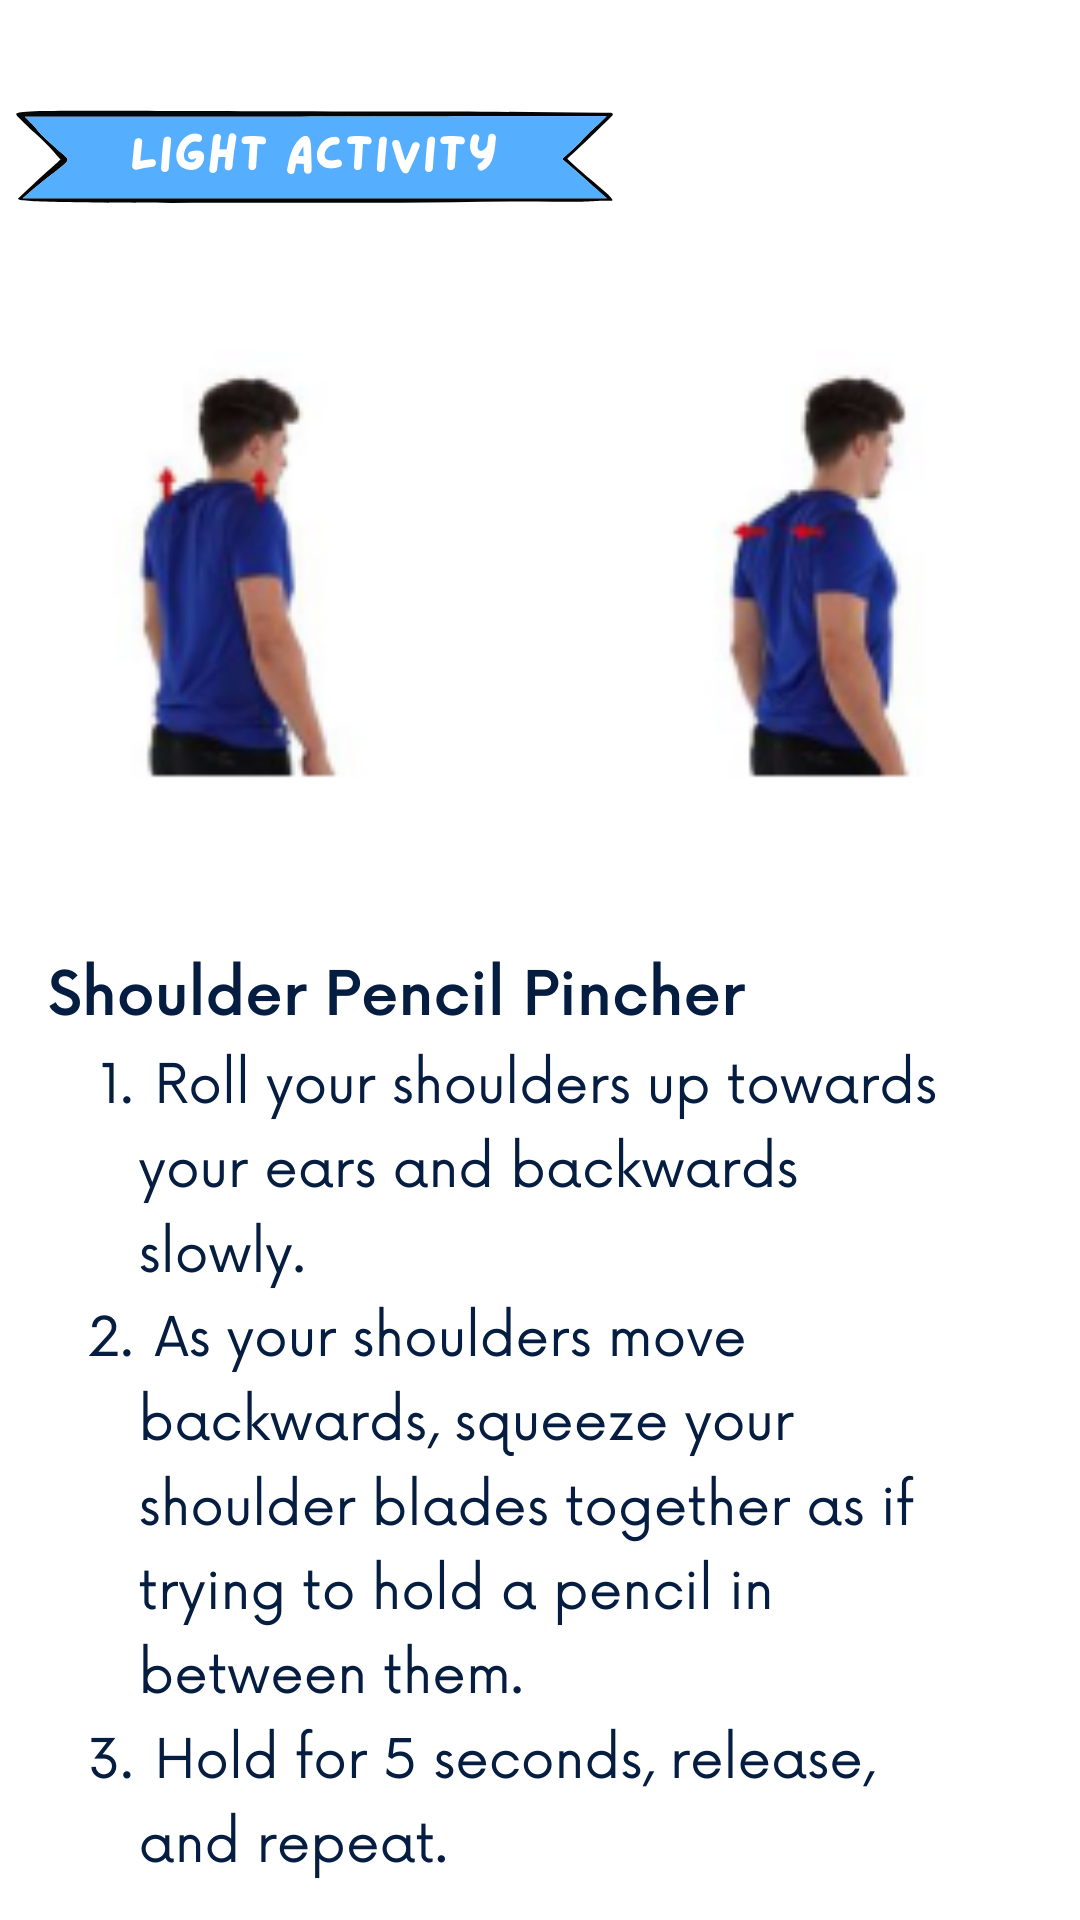 LIGHT ACTIVITY
Shoulder Pencil Pincher
1. Roll your shoulders up towards
your ears and backwards
slowly.
2. As your shoulders move
backwards, squeeze your
shoulder blades together as if
trying to hold a pencil in
between them.
3. Hold for 5 seconds, release,
and repeat.